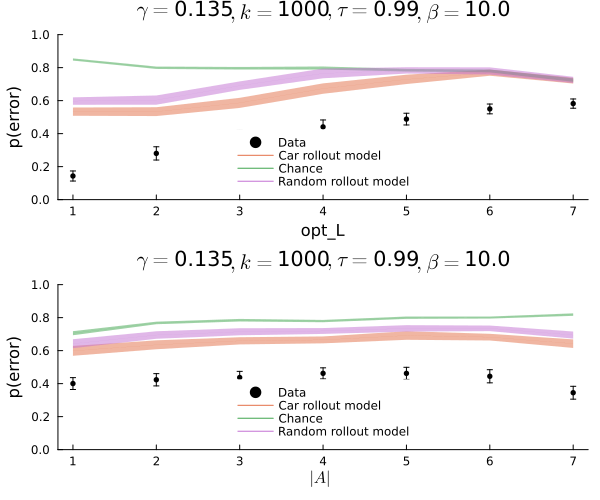 γ = 0.135, k = 1000, τ = 0.99, β = 10.0
1.0
0.8
0.6
0.4
0.2
0.0
p(error)
Data
Car rollout model
Chance
Random rollout model
1 2 3 4 5 6 7
opt_L
γ = 0.135, k = 1000, τ = 0.99, β = 10.0
1.0
0.8
0.6
0.4
0.2
0.0
p(error)
Data
Car rollout model
Chance
Random rollout model
1 2 3 4 5 6 7
|A|